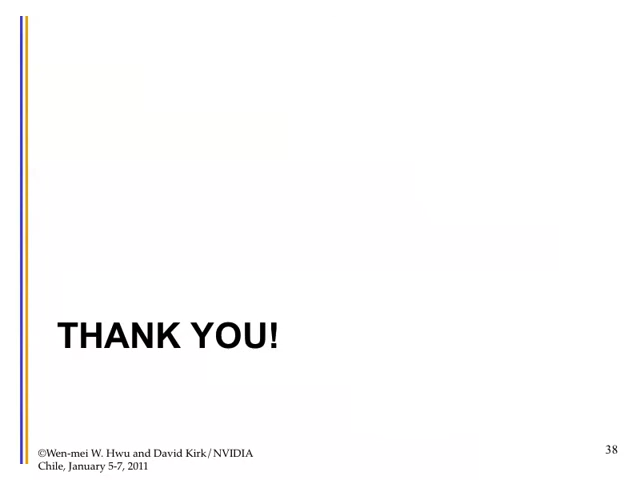 THANK YOU!
©Wen-mei W. Hwu and David Kirk/NVIDIA
Chile, January 5-7, 2011
38